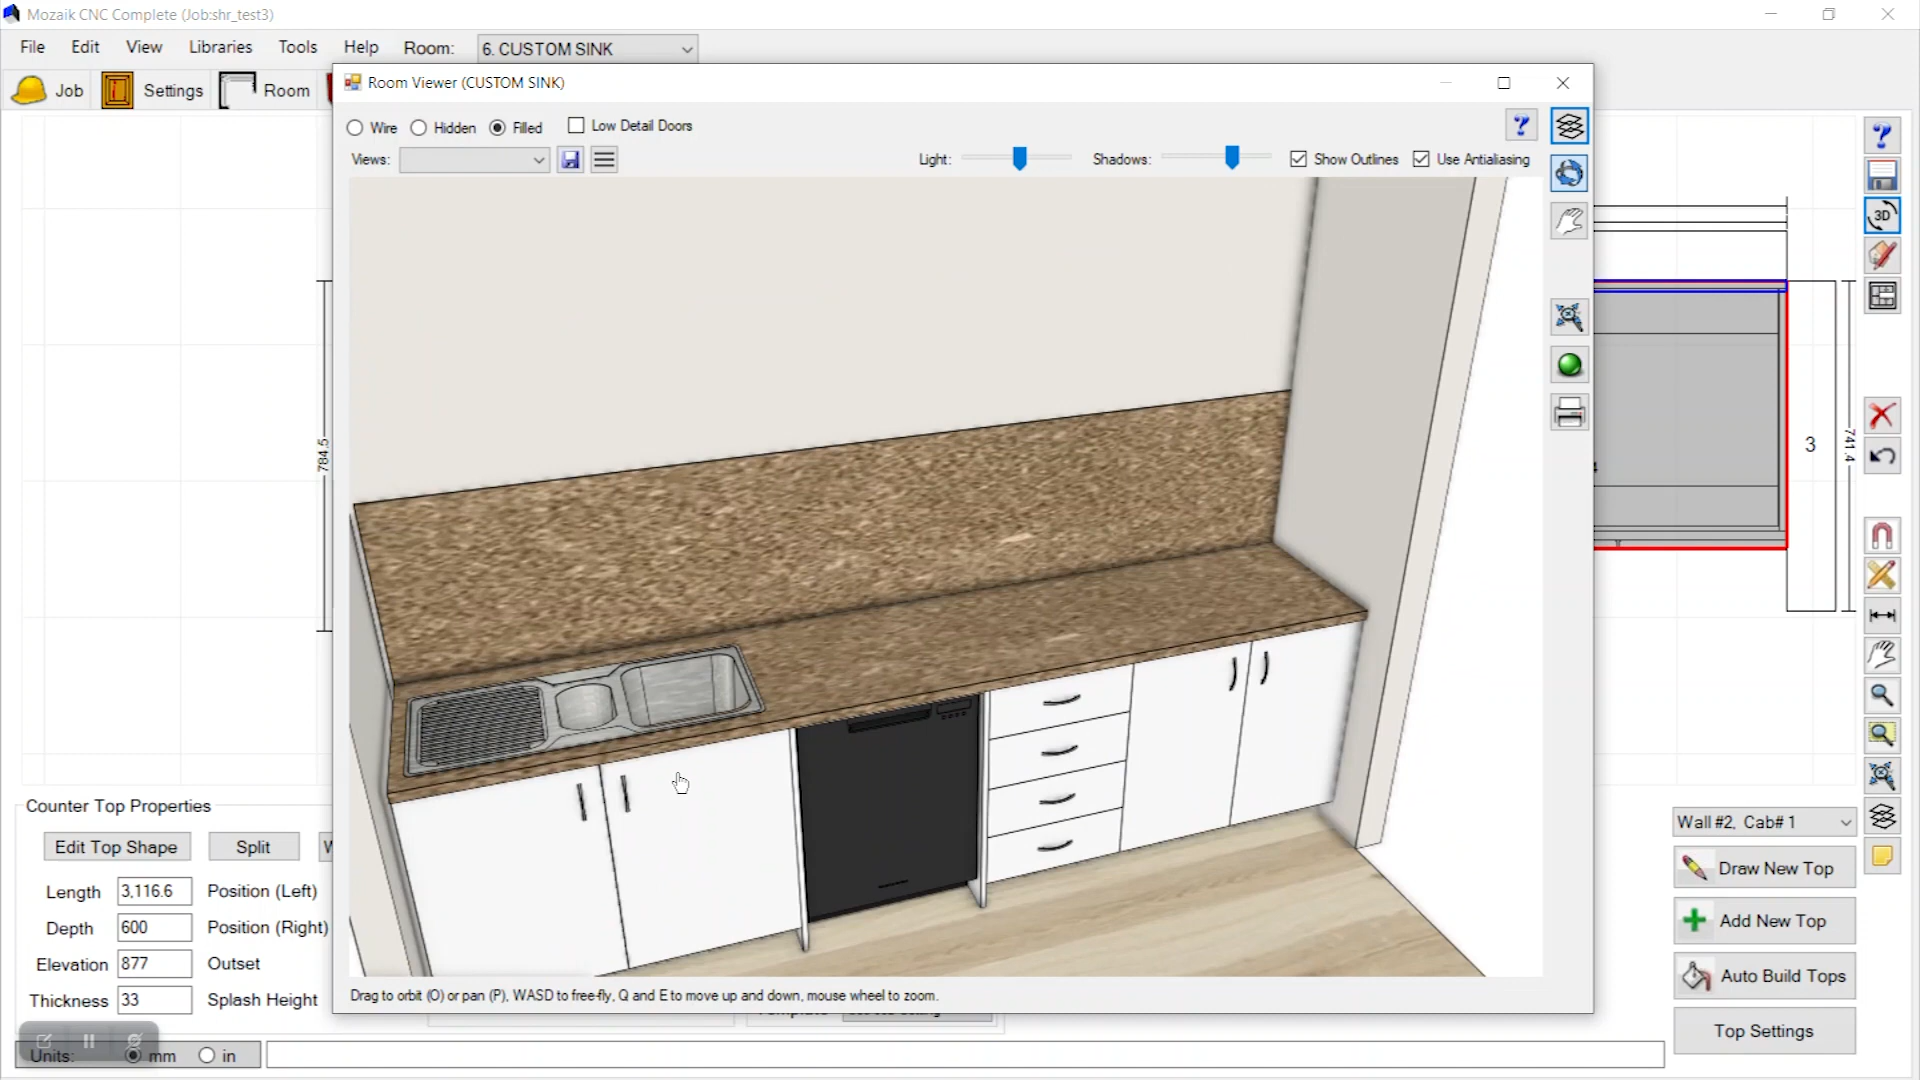 Mozaik CNC Complete (Job:shr_test3)
File Edit View Libraries Tools Help Room: 6. CUSTOM SINK
Job Settings Room
Room Viewer (CUSTOM SINK)
Wire Hidden Filled Low Detail Doors
Views: Light: Shadows: Show Outlines Use Antialiasing
3D
784.5
3
741.4
Counter Top Properties
Edit Top Shape Split
Length 3,116.6 Position (Left)
Depth 600 Position (Right)
Elevation 877 Outset
Thickness 33 Splash Height
Wall #2, Cab# 1
Draw New Top
Add New Top
Auto Build Tops
Top Settings
Drag to orbit (O) or pan (P), WASD to free-fly, Q and E to move up and down, mouse wheel to zoom.
Units: mm in